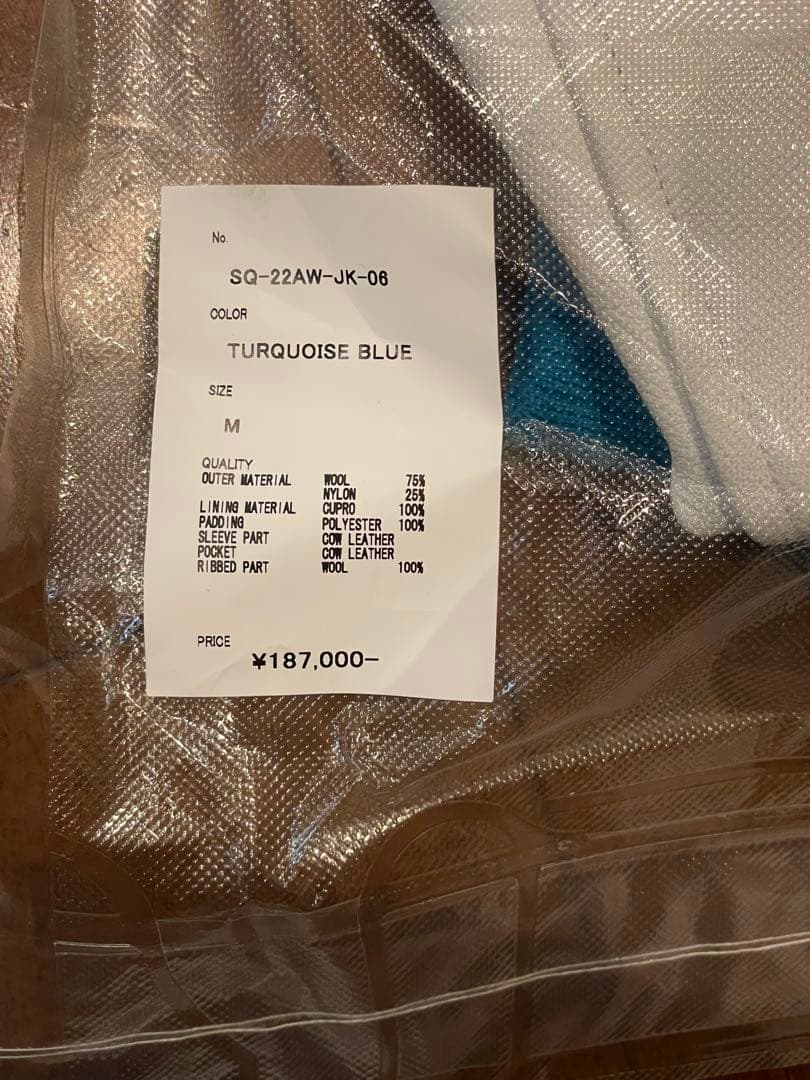 No.
SQ-22AW-JK-06
COLOR
TURQUOISE BLUE
SIZE
M
QUALITY
OUTER MATERIAL WOOL 75%
NYLON 25%
LINING MATERIAL CUPRO 100%
PADDING POLYESTER 100%
SLEEVE PART COW LEATHER
POCKET COW LEATHER
RIBBED PART WOOL 100%
PRICE
¥187,000-